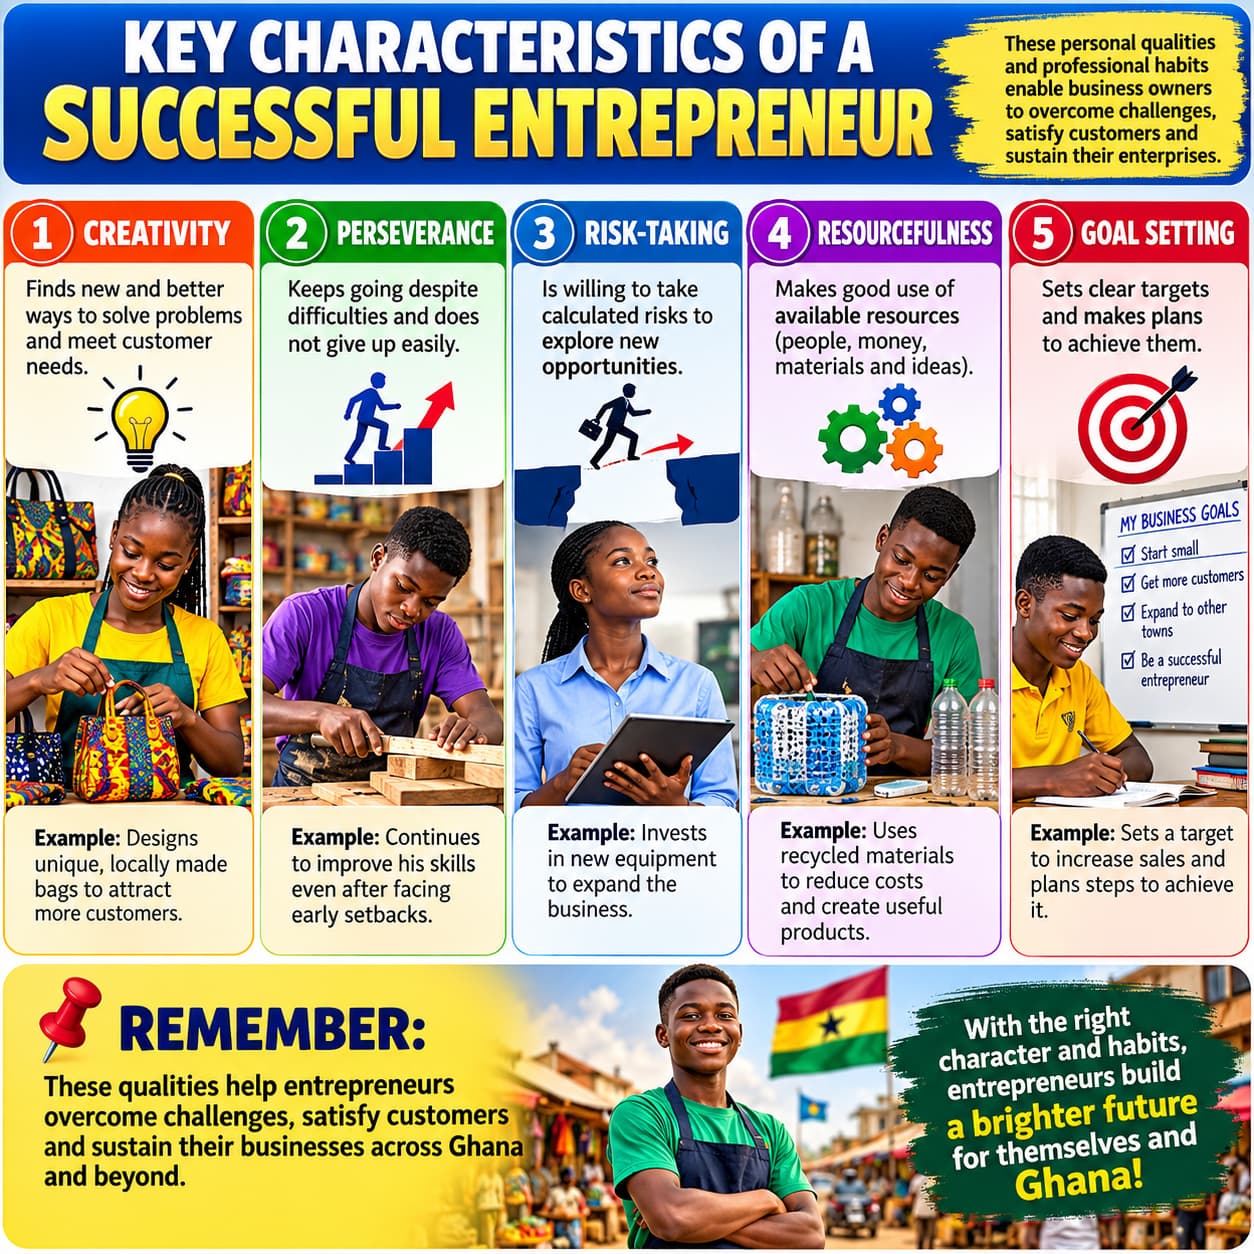 KEY CHARACTERISTICS OF A
SUCCESSFUL ENTREPRENEUR
These personal qualities
and professional habits
enable business owners
to overcome challenges,
satisfy customers and
sustain their enterprises.
1 CREATIVITY
Finds new and better
ways to solve problems
and meet customer
needs.
Example: Designs
unique, locally made
bags to attract
more customers.
2 PERSEVERANCE
Keeps going despite
difficulties and does
not give up easily.
Example: Continues
to improve his skills
even after facing
early setbacks.
3 RISK-TAKING
Is willing to take
calculated risks to
explore new
opportunities.
Example: Invests
in new equipment
to expand the
business.
4 RESOURCEFULNESS
Makes good use of
available resources
(people, money,
materials and ideas).
Example: Uses
recycled materials
to reduce costs
and create useful
products.
5 GOAL SETTING
Sets clear targets
and makes plans
to achieve them.
MY BUSINESS GOALS
Start small
Get more customers
Expand to other
towns
Be a successful
entrepreneur
Example: Sets a target
to increase sales and
plans steps to achieve
it.
REMEMBER:
These qualities help entrepreneurs
overcome challenges, satisfy customers
and sustain their businesses across Ghana
and beyond.
With the right
character and habits,
entrepreneurs build
a brighter future
for themselves and
Ghana!